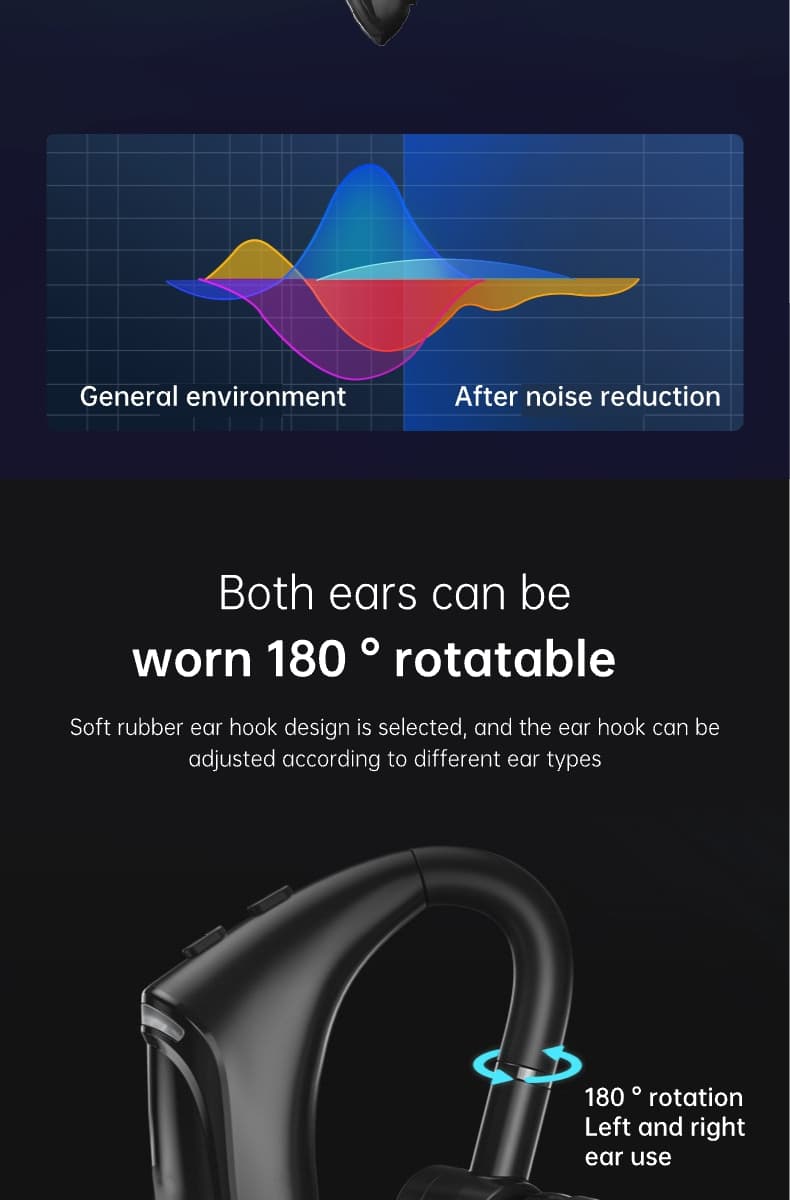 General environment
After noise reduction
Both ears can be
worn 180 ° rotatable
Soft rubber ear hook design is selected, and the ear hook can be
adjusted according to different ear types
180 ° rotation
Left and right
ear use